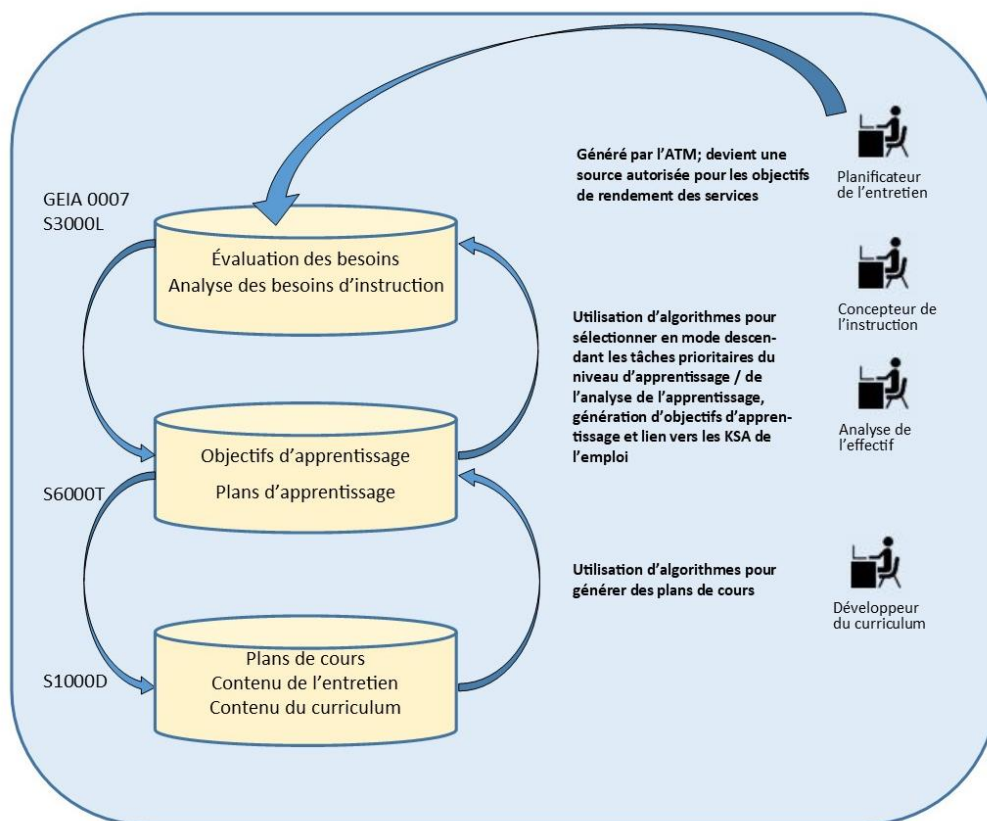 Généré par l'ATM; devient une
source autorisée pour les objectifs
de rendement des services
Planificateur
de l'entretien
GEIA 0007
S3000L
Évaluation des besoins
Analyse des besoins d'instruction
Concepteur de
l'instruction
Utilisation d'algorithmes pour
sélectionner en mode descen-
dant les tâches prioritaires du
niveau d'apprentissage / de
l'analyse de l'apprentissage,
génération d'objectifs d'appren-
tissage et lien vers les KSA de
l'emploi
Analyse de
l'effectif
Objectifs d'apprentissage
Plans d'apprentissage
S6000T
Utilisation d'algorithmes pour
générer des plans de cours
Développeur
du curriculum
S1000D
Plans de cours
Contenu de l'entretien
Contenu du curriculum